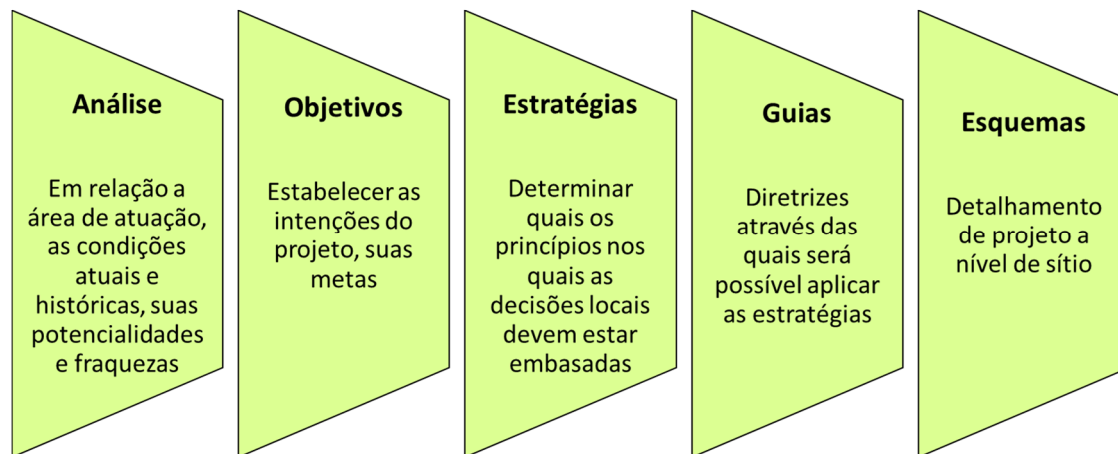 Análise
Em relação a
área de atuação,
as condições
atuais e
históricas, suas
potencialidades
e fraquezas
Objetivos
Estabelecer as
intenções do
projeto, suas
metas
Estratégias
Determinar
quais os
princípios nos
quais as
decisões locais
devem estar
embasadas
Guias
Diretrizes
através das
quais será
possível aplicar
as estratégias
Esquemas
Detalhamento
de projeto a
nível de sítio